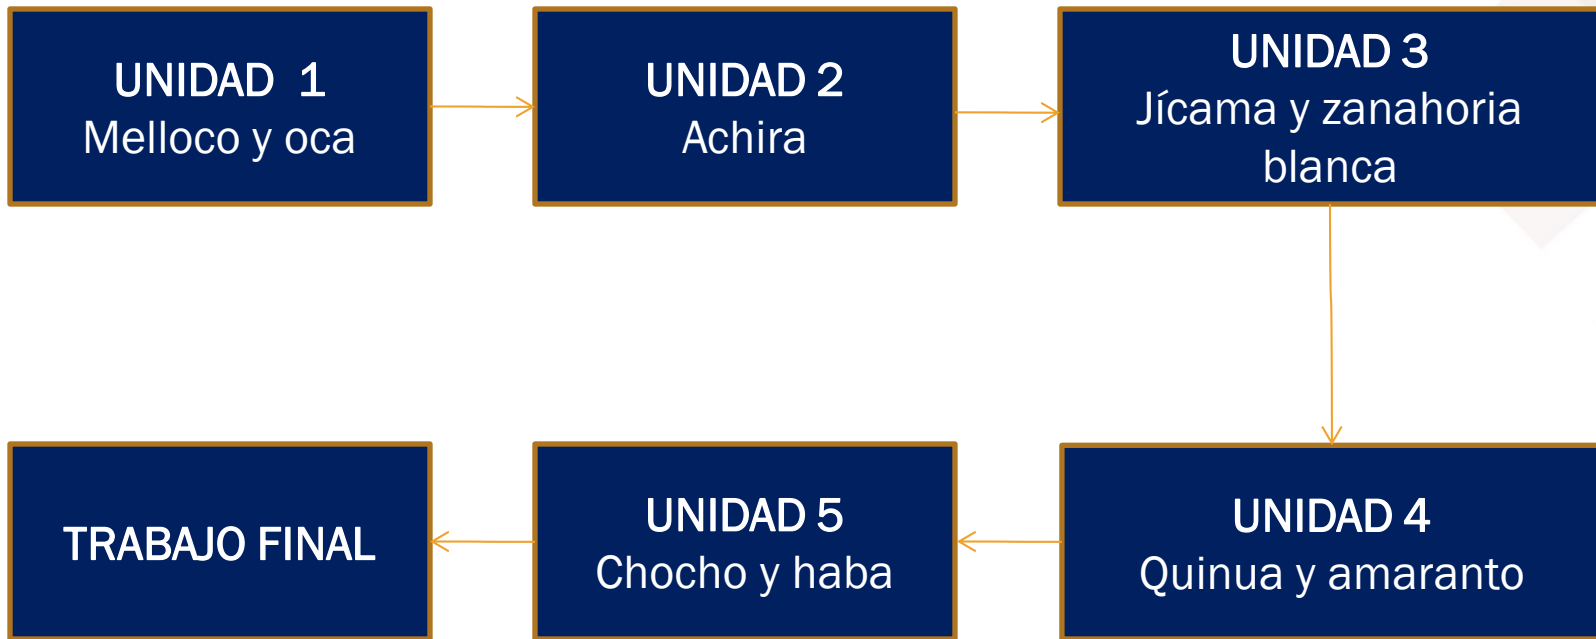 UNIDAD 1
Melloco y oca
UNIDAD 2
Achira
UNIDAD 3
Jícama y zanahoria
blanca
UNIDAD 4
Quinua y amaranto
UNIDAD 5
Chocho y haba
TRABAJO FINAL